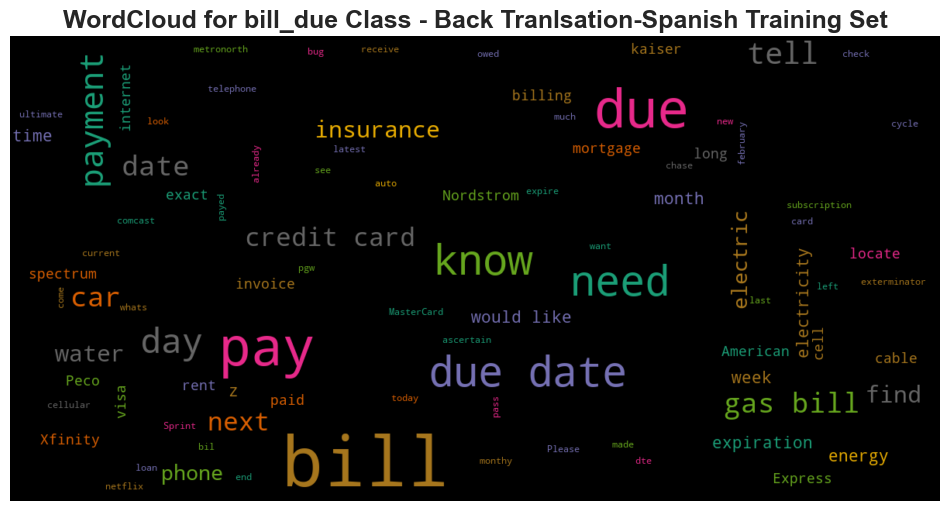 WordCloud for bill_due Class - Back Tranlsation-Spanish Training Set
metronorth
bug
receive
owed
kaiser
tell
check
payment
internet
telephone
billing
due
ultimate
time
look
insurance
much
new
cycle
february
mortgage
long
chase
date
already
latest
see
auto
exact
payed
Nordstrom
expire
month
subscription
card
comcast
credit card
know
want
electric
locate
current
spectrum
pgw
need
electricity
left
exterminator
come
car
whats
invoice
MasterCard
would like
last
cell
water
day
pay
ascertain
due date
American
cable
Peco
visa
rent
z
paid
today
pass
week
gas bill
find
cellular
next
Sprint
bill
Xfinity
bil
Please
made
expiration
energy
loan
phone
end
monthy
dte
netflix
Express